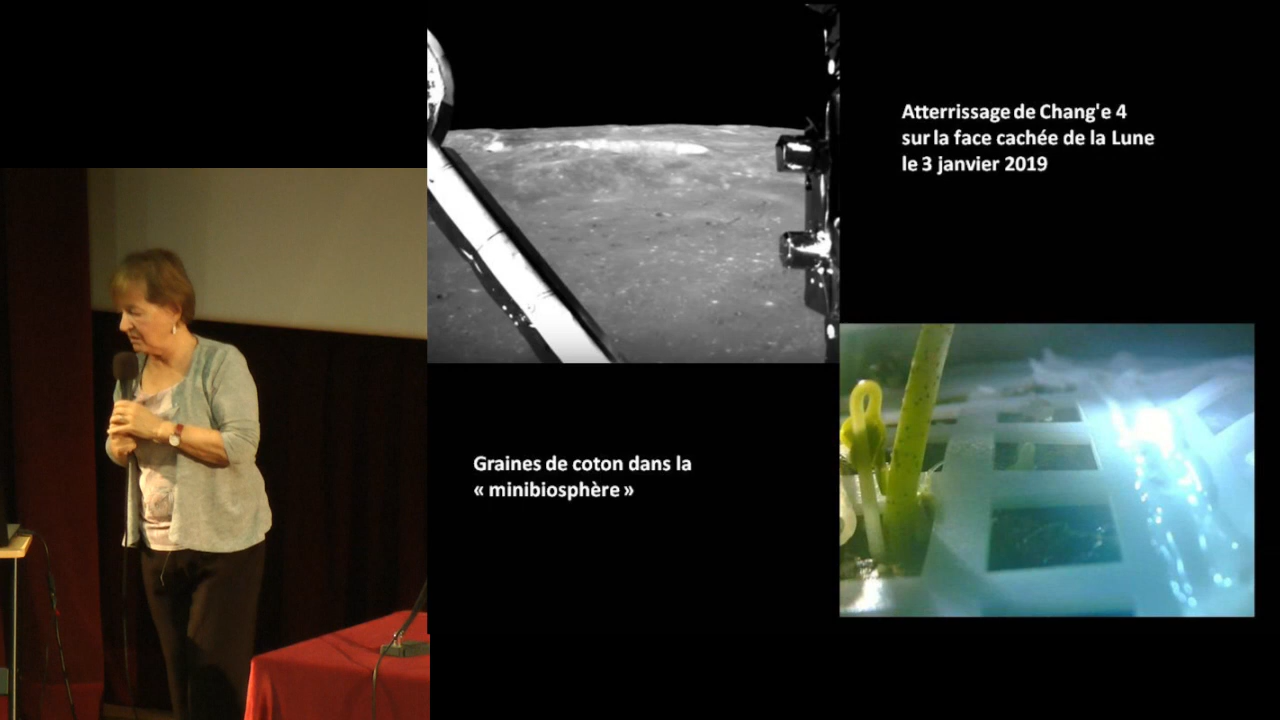 Atterrissage de Chang'e 4
sur la face cachée de la Lune
le 3 janvier 2019
Graines de coton dans la
« minibiosphère »